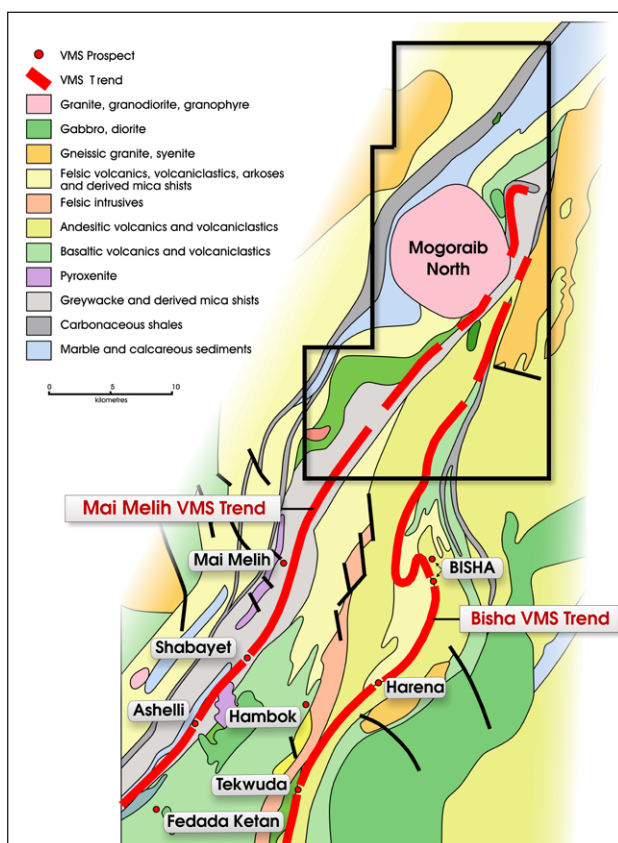 VMS Prospect
VMS Trend
Granite, granodiorite, granophyre
Gabbro, diorite
Gneissic granite, syenite
Felsic volcanics, volcaniclastics, arkoses
and derived mica shists
Felsic intrusives
Andesitic volcanics and volcaniclastics
Basaltic volcanics and volcaniclastics
Pyroxenite
Greywacke and derived mica shists
Carbonaceous shales
Marble and calcareous sediments
0 5 10
kilometres
Mogoraib
North
Mai Melih VMS Trend
Mai Melih
BISHA
Bisha VMS Trend
Shabayet
Harena
Ashelli
Hambok
Tekwuda
Fedada Ketan